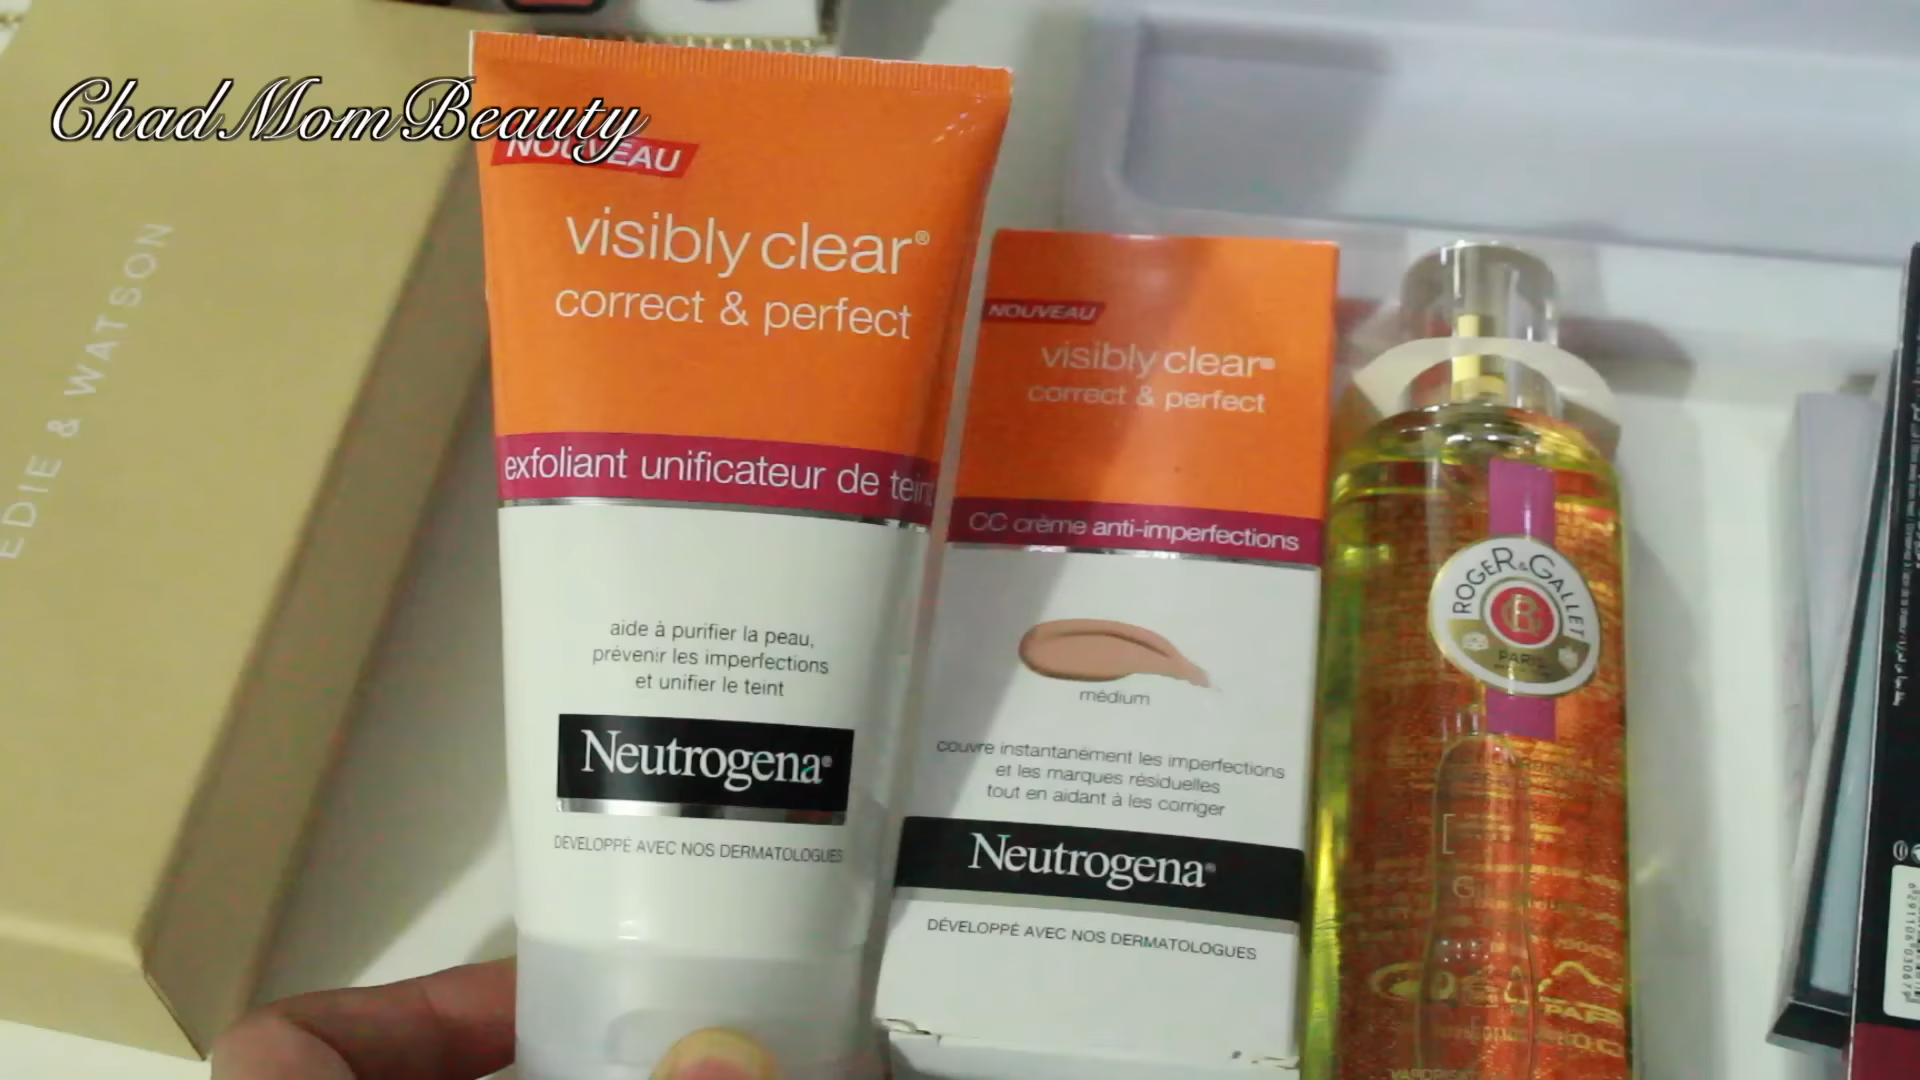 ChadMomBeauty
EDIE & WATSON
NOUVEAU
visibly clear®
correct & perfect
exfoliant unificateur de teint
aide à purifier la peau,
prévenir les imperfections
et unifier le teint
Neutrogena®
DÉVELOPPÉ AVEC NOS DERMATOLOGUES
NOUVEAU
visibly clear®
correct & perfect
CC crème anti-imperfections
médium
couvre instantanément les imperfections
et les marques résiduelles
tout en aidant à les corriger
Neutrogena®
DÉVELOPPÉ AVEC NOS DERMATOLOGUES
ROGER & GALLET
PARIS